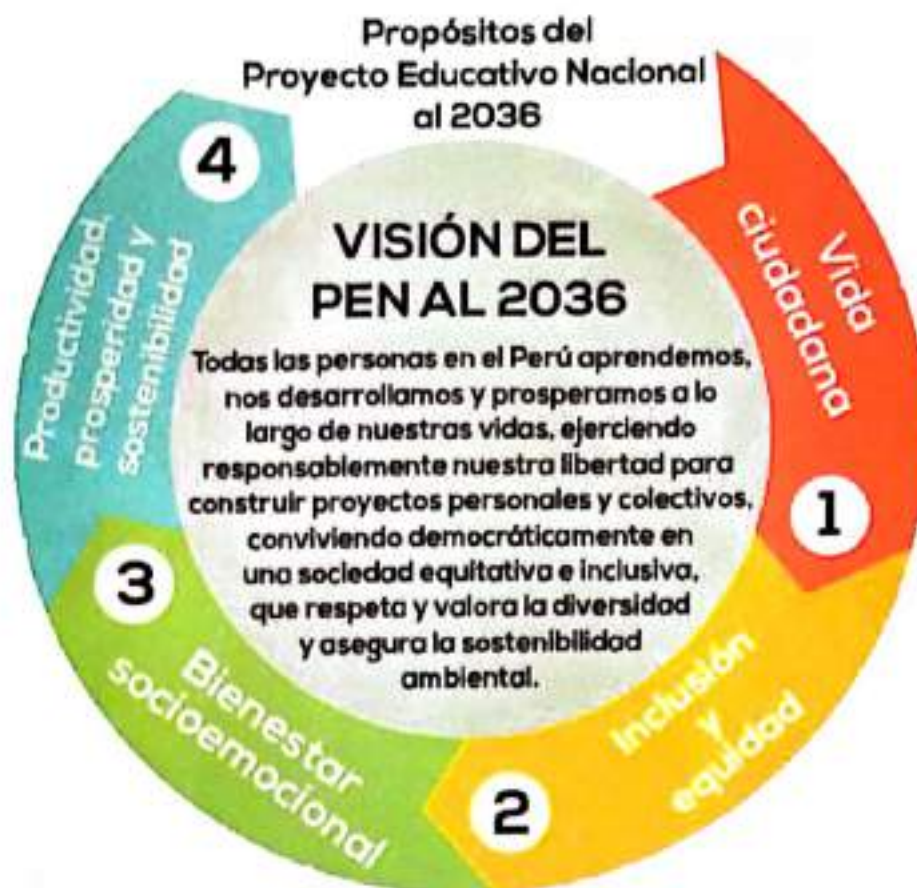 Propósitos del
Proyecto Educativo Nacional
al 2036
VISIÓN DEL
PEN AL 2036
Todas las personas en el Perú aprendemos,
nos desarrollamos y prosperamos a lo
largo de nuestras vidas, ejerciendo
responsablemente nuestra libertad para
construir proyectos personales y colectivos,
conviviendo democráticamente en
una sociedad equitativa e inclusiva,
que respeta y valora la diversidad
y asegura la sostenibilidad
ambiental.
Vida
ciudadana
1
Inclusión
y
equidad
2
Bienestar
socioemocional
3
Productividad,
prosperidad y
sostenibilidad
4